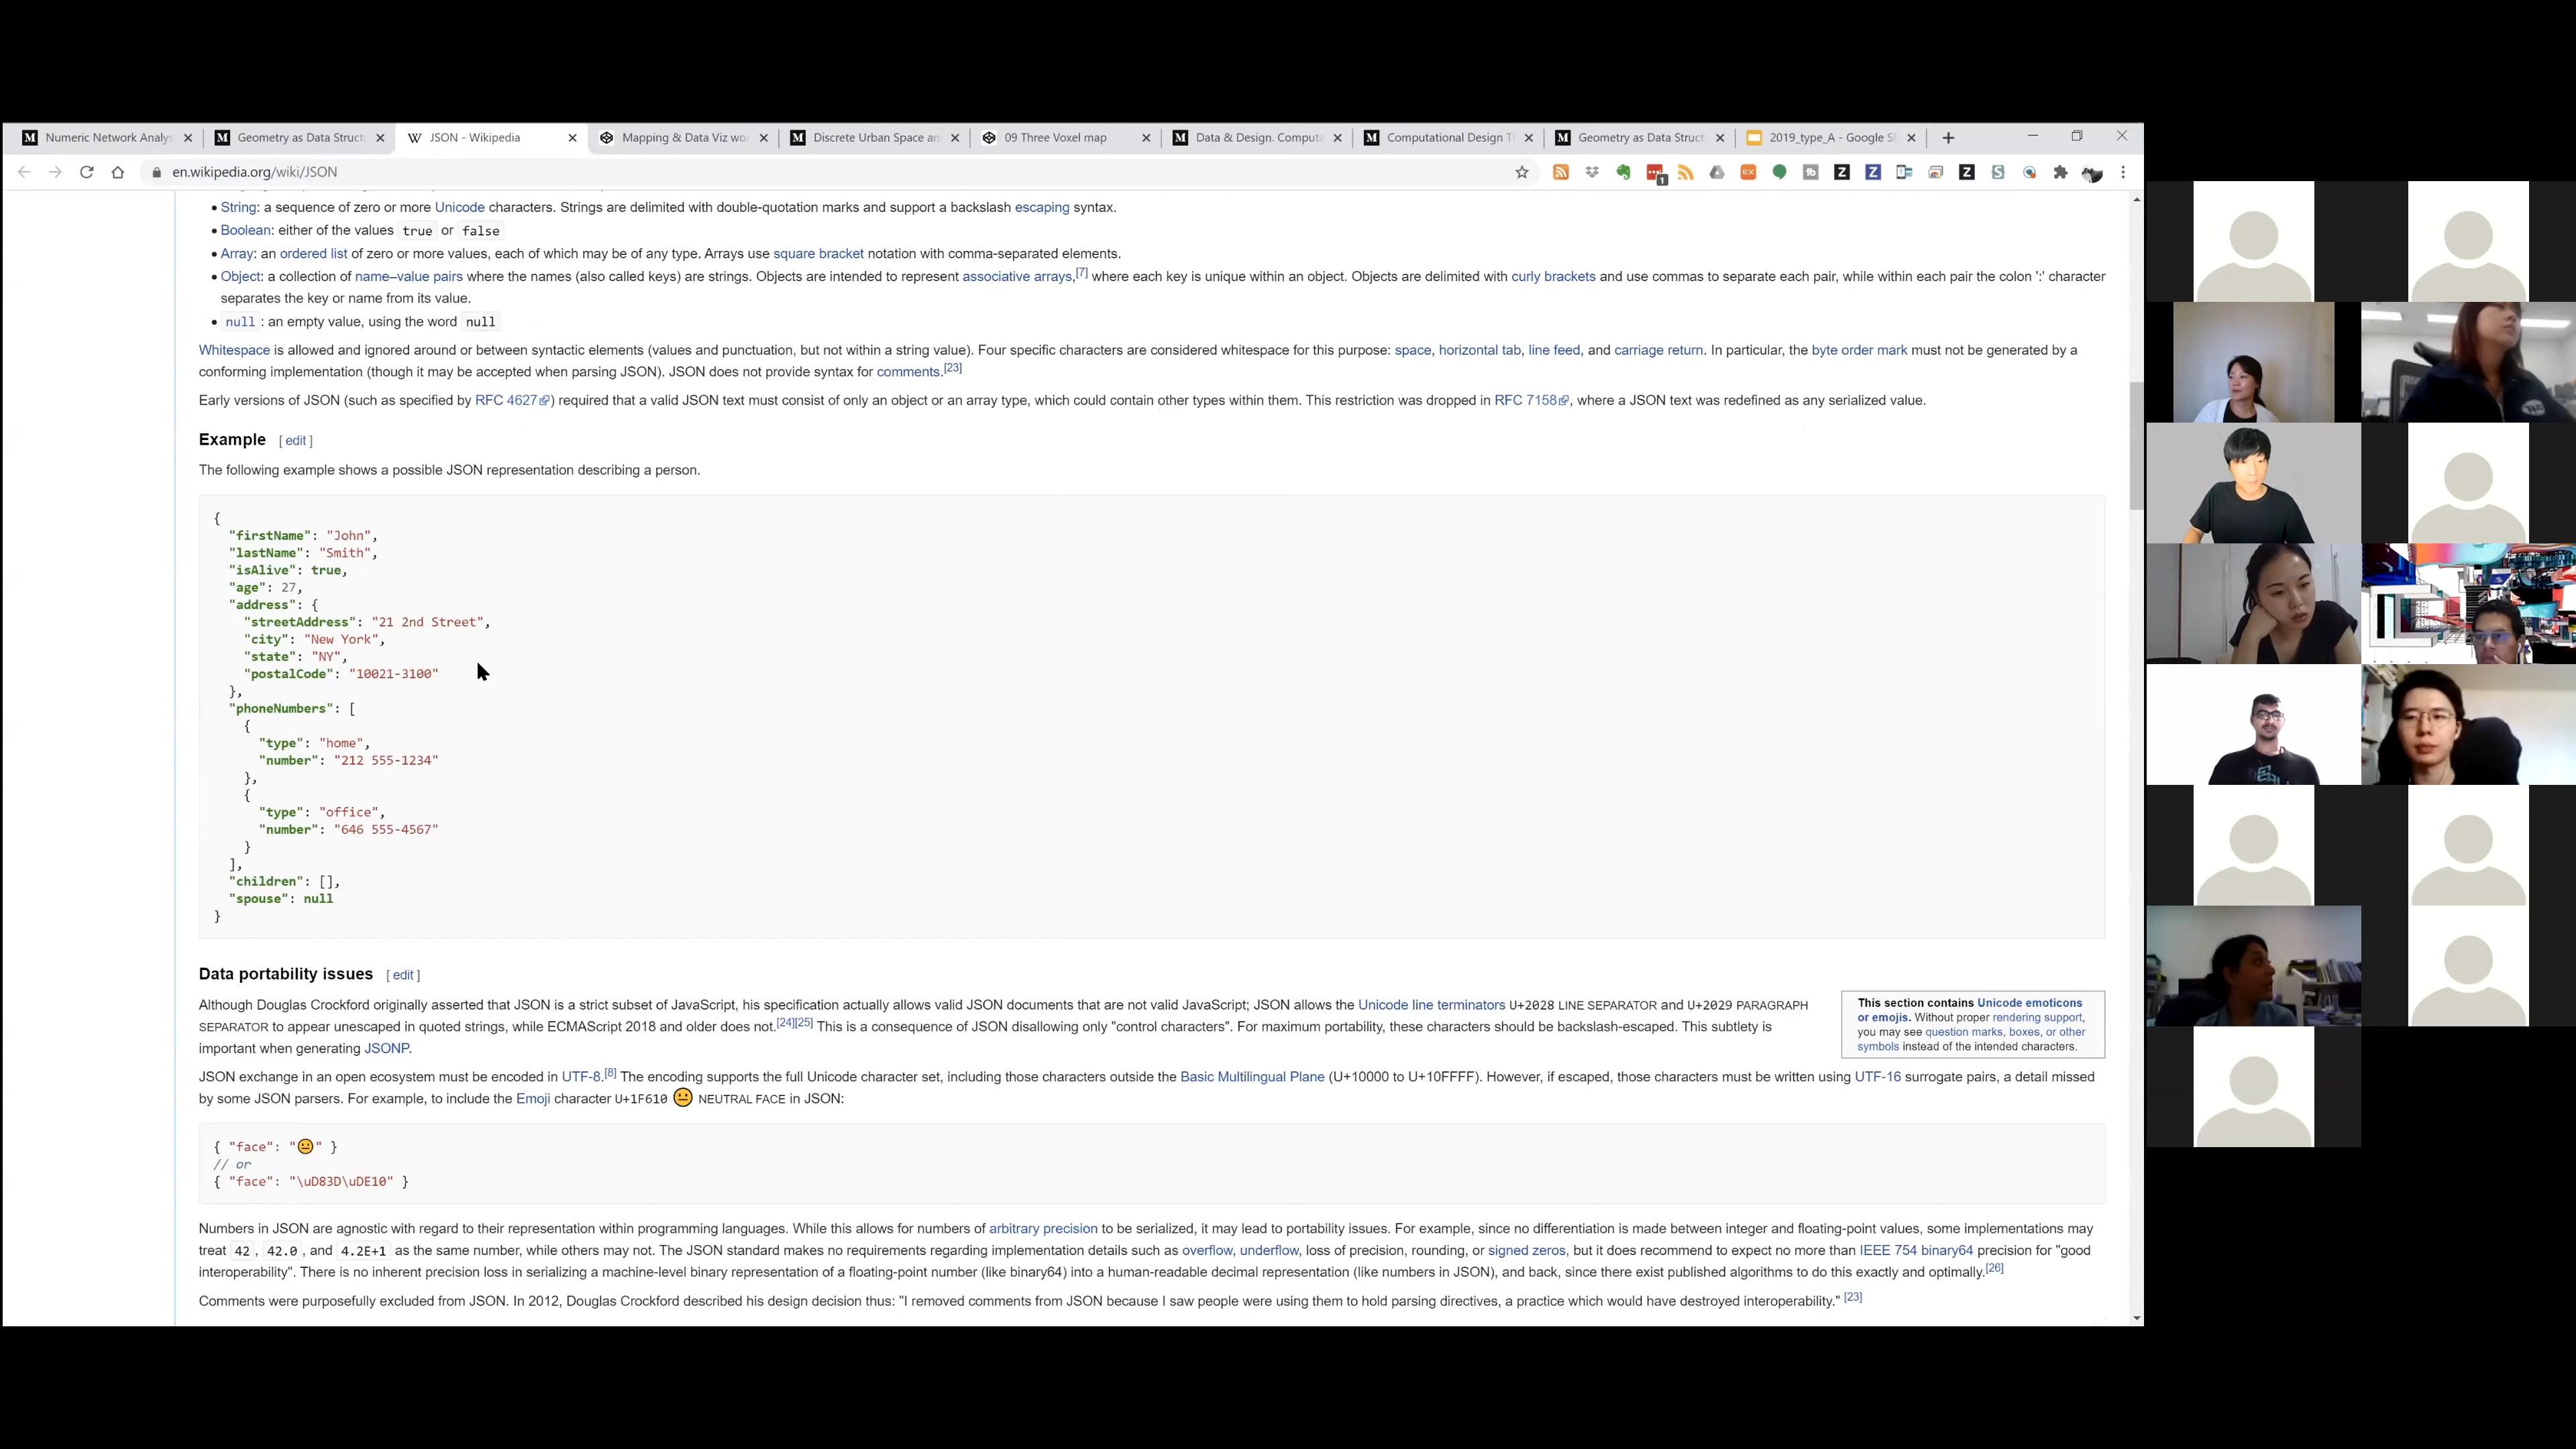 Numeric Network Analys
Geometry as Data Struct
JSON - Wikipedia
Mapping & Data Viz wor
Discrete Urban Space an
09 Three Voxel map
Data & Design. Computa
Computational Design T
Geometry as Data Struct
2019_type_A - Google Sl
en.wikipedia.org/wiki/JSON
• String: a sequence of zero or more Unicode characters. Strings are delimited with double-quotation marks and support a backslash escaping syntax.
• Boolean: either of the values true or false
• Array: an ordered list of zero or more values, each of which may be of any type. Arrays use square bracket notation with comma-separated elements.
• Object: a collection of name–value pairs where the names (also called keys) are strings. Objects are intended to represent associative arrays,[7] where each key is unique within an object. Objects are delimited with curly brackets and use commas to separate each pair, while within each pair the colon ':' character
separates the key or name from its value.
• null: an empty value, using the word null
Whitespace is allowed and ignored around or between syntactic elements (values and punctuation, but not within a string value). Four specific characters are considered whitespace for this purpose: space, horizontal tab, line feed, and carriage return. In particular, the byte order mark must not be generated by a
conforming implementation (though it may be accepted when parsing JSON). JSON does not provide syntax for comments.[23]
Early versions of JSON (such as specified by RFC 4627) required that a valid JSON text must consist of only an object or an array type, which could contain other types within them. This restriction was dropped in RFC 7158, where a JSON text was redefined as any serialized value.
Example [ edit ]
The following example shows a possible JSON representation describing a person.
{
"firstName": "John",
"lastName": "Smith",
"isAlive": true,
"age": 27,
"address": {
"streetAddress": "21 2nd Street",
"city": "New York",
"state": "NY",
"postalCode": "10021-3100"
},
"phoneNumbers": [
{
"type": "home",
"number": "212 555-1234"
},
{
"type": "office",
"number": "646 555-4567"
}
],
"children": [],
"spouse": null
}
Data portability issues [ edit ]
Although Douglas Crockford originally asserted that JSON is a strict subset of JavaScript, his specification actually allows valid JSON documents that are not valid JavaScript; JSON allows the Unicode line terminators U+2028 LINE SEPARATOR and U+2029 PARAGRAPH
SEPARATOR to appear unescaped in quoted strings, while ECMAScript 2018 and older does not.[24][25] This is a consequence of JSON disallowing only "control characters". For maximum portability, these characters should be backslash-escaped. This subtlety is
important when generating JSONP.
This section contains Unicode emoticons
or emojis. Without proper rendering support,
you may see question marks, boxes, or other
symbols instead of the intended characters.
JSON exchange in an open ecosystem must be encoded in UTF-8.[8] The encoding supports the full Unicode character set, including those characters outside the Basic Multilingual Plane (U+10000 to U+10FFFF). However, if escaped, those characters must be written using UTF-16 surrogate pairs, a detail missed
by some JSON parsers. For example, to include the Emoji character U+1F610 😐 NEUTRAL FACE in JSON:
{ "face": "😐" }
// or
{ "face": "\uD83D\uDE10" }
Numbers in JSON are agnostic with regard to their representation within programming languages. While this allows for numbers of arbitrary precision to be serialized, it may lead to portability issues. For example, since no differentiation is made between integer and floating-point values, some implementations may
treat 42, 42.0, and 4.2E+1 as the same number, while others may not. The JSON standard makes no requirements regarding implementation details such as overflow, underflow, loss of precision, rounding, or signed zeros, but it does recommend to expect no more than IEEE 754 binary64 precision for "good
interoperability". There is no inherent precision loss in serializing a machine-level binary representation of a floating-point number (like binary64) into a human-readable decimal representation (like numbers in JSON), and back, since there exist published algorithms to do this exactly and optimally.[26]
Comments were purposefully excluded from JSON. In 2012, Douglas Crockford described his design decision thus: "I removed comments from JSON because I saw people were using them to hold parsing directives, a practice which would have destroyed interoperability." [23]